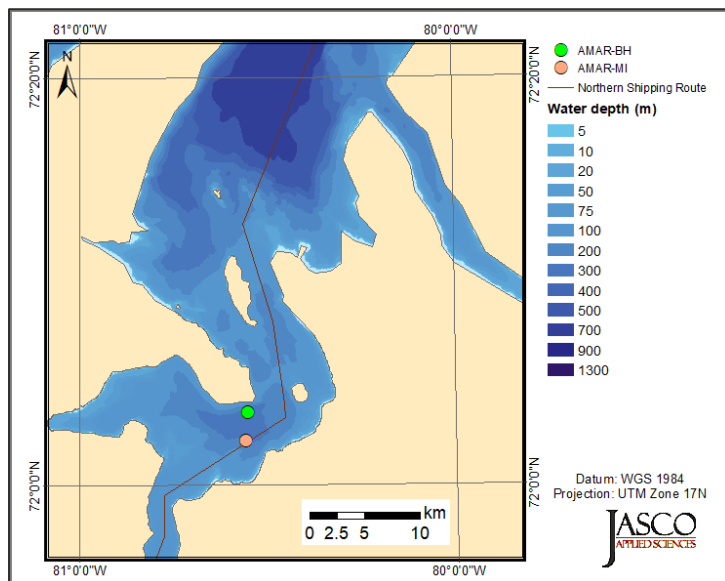 81°0'0"W
80°0'0"W
N
72°20'0"N
72°20'0"N
72°0'0"N
72°0'0"N
km
0 2.5 5 10
81°0'0"W
80°0'0"W
AMAR-BH
AMAR-MI
Northern Shipping Route
Water depth (m)
5
10
20
50
75
100
200
300
400
500
700
900
1300
Datum: WGS 1984
Projection: UTM Zone 17N
JASCO
APPLIED SCIENCES